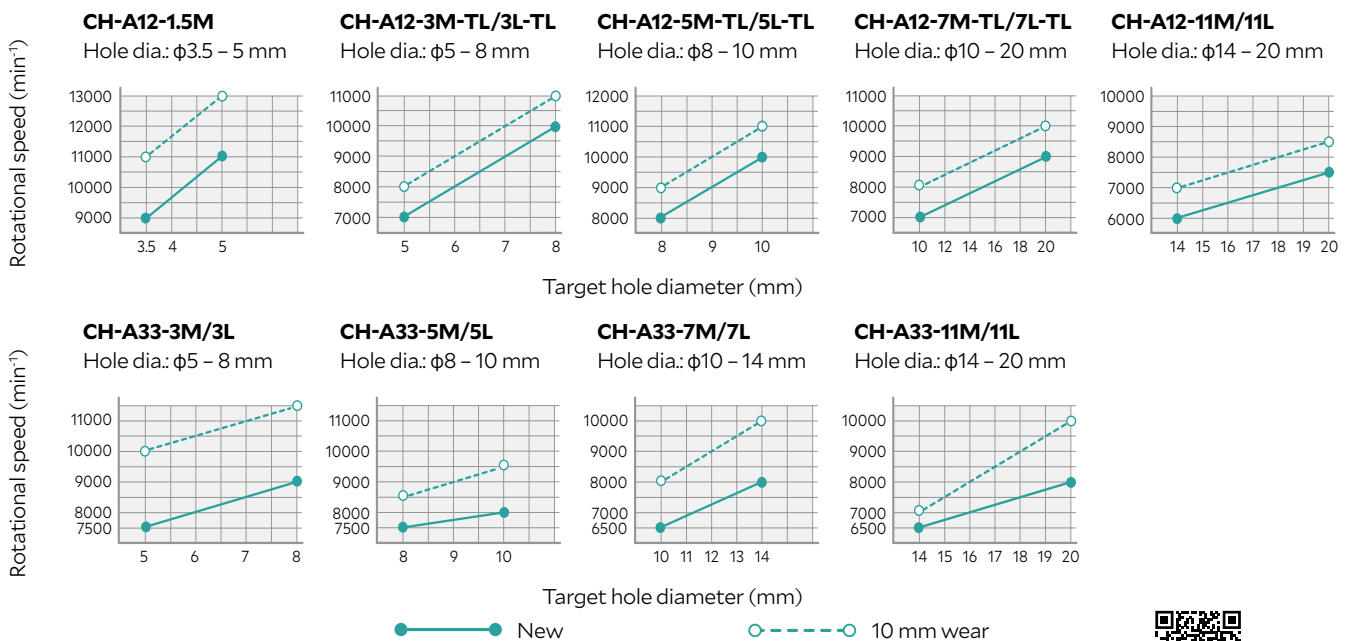 CH-A12-1.5M
Hole dia.: φ3.5 – 5 mm
CH-A12-3M-TL/3L-TL
Hole dia.: φ5 – 8 mm
CH-A12-5M-TL/5L-TL
Hole dia.: φ8 – 10 mm
CH-A12-7M-TL/7L-TL
Hole dia.: φ10 – 20 mm
CH-A12-11M/11L
Hole dia.: φ14 – 20 mm
Rotational speed (min⁻¹)
13000
12000
11000
10000
9000
3.5 4 5
11000
10000
9000
8000
7000
5 6 7 8
12000
11000
10000
9000
8000
8 9 10
11000
10000
9000
8000
7000
10 12 14 16 18 20
10000
9000
8000
7000
6000
14 15 16 17 18 19 20
Target hole diameter (mm)
CH-A33-3M/3L
Hole dia.: φ5 – 8 mm
CH-A33-5M/5L
Hole dia.: φ8 – 10 mm
CH-A33-7M/7L
Hole dia.: φ10 – 14 mm
CH-A33-11M/11L
Hole dia.: φ14 – 20 mm
Rotational speed (min⁻¹)
11000
10000
9000
8000
7500
5 6 7 8
11000
10000
9000
8000
7500
8 9 10
10000
9000
8000
7000
6500
10 11 12 13 14
10000
9000
8000
7000
6500
14 15 16 17 18 19 20
Target hole diameter (mm)
New
10 mm wear